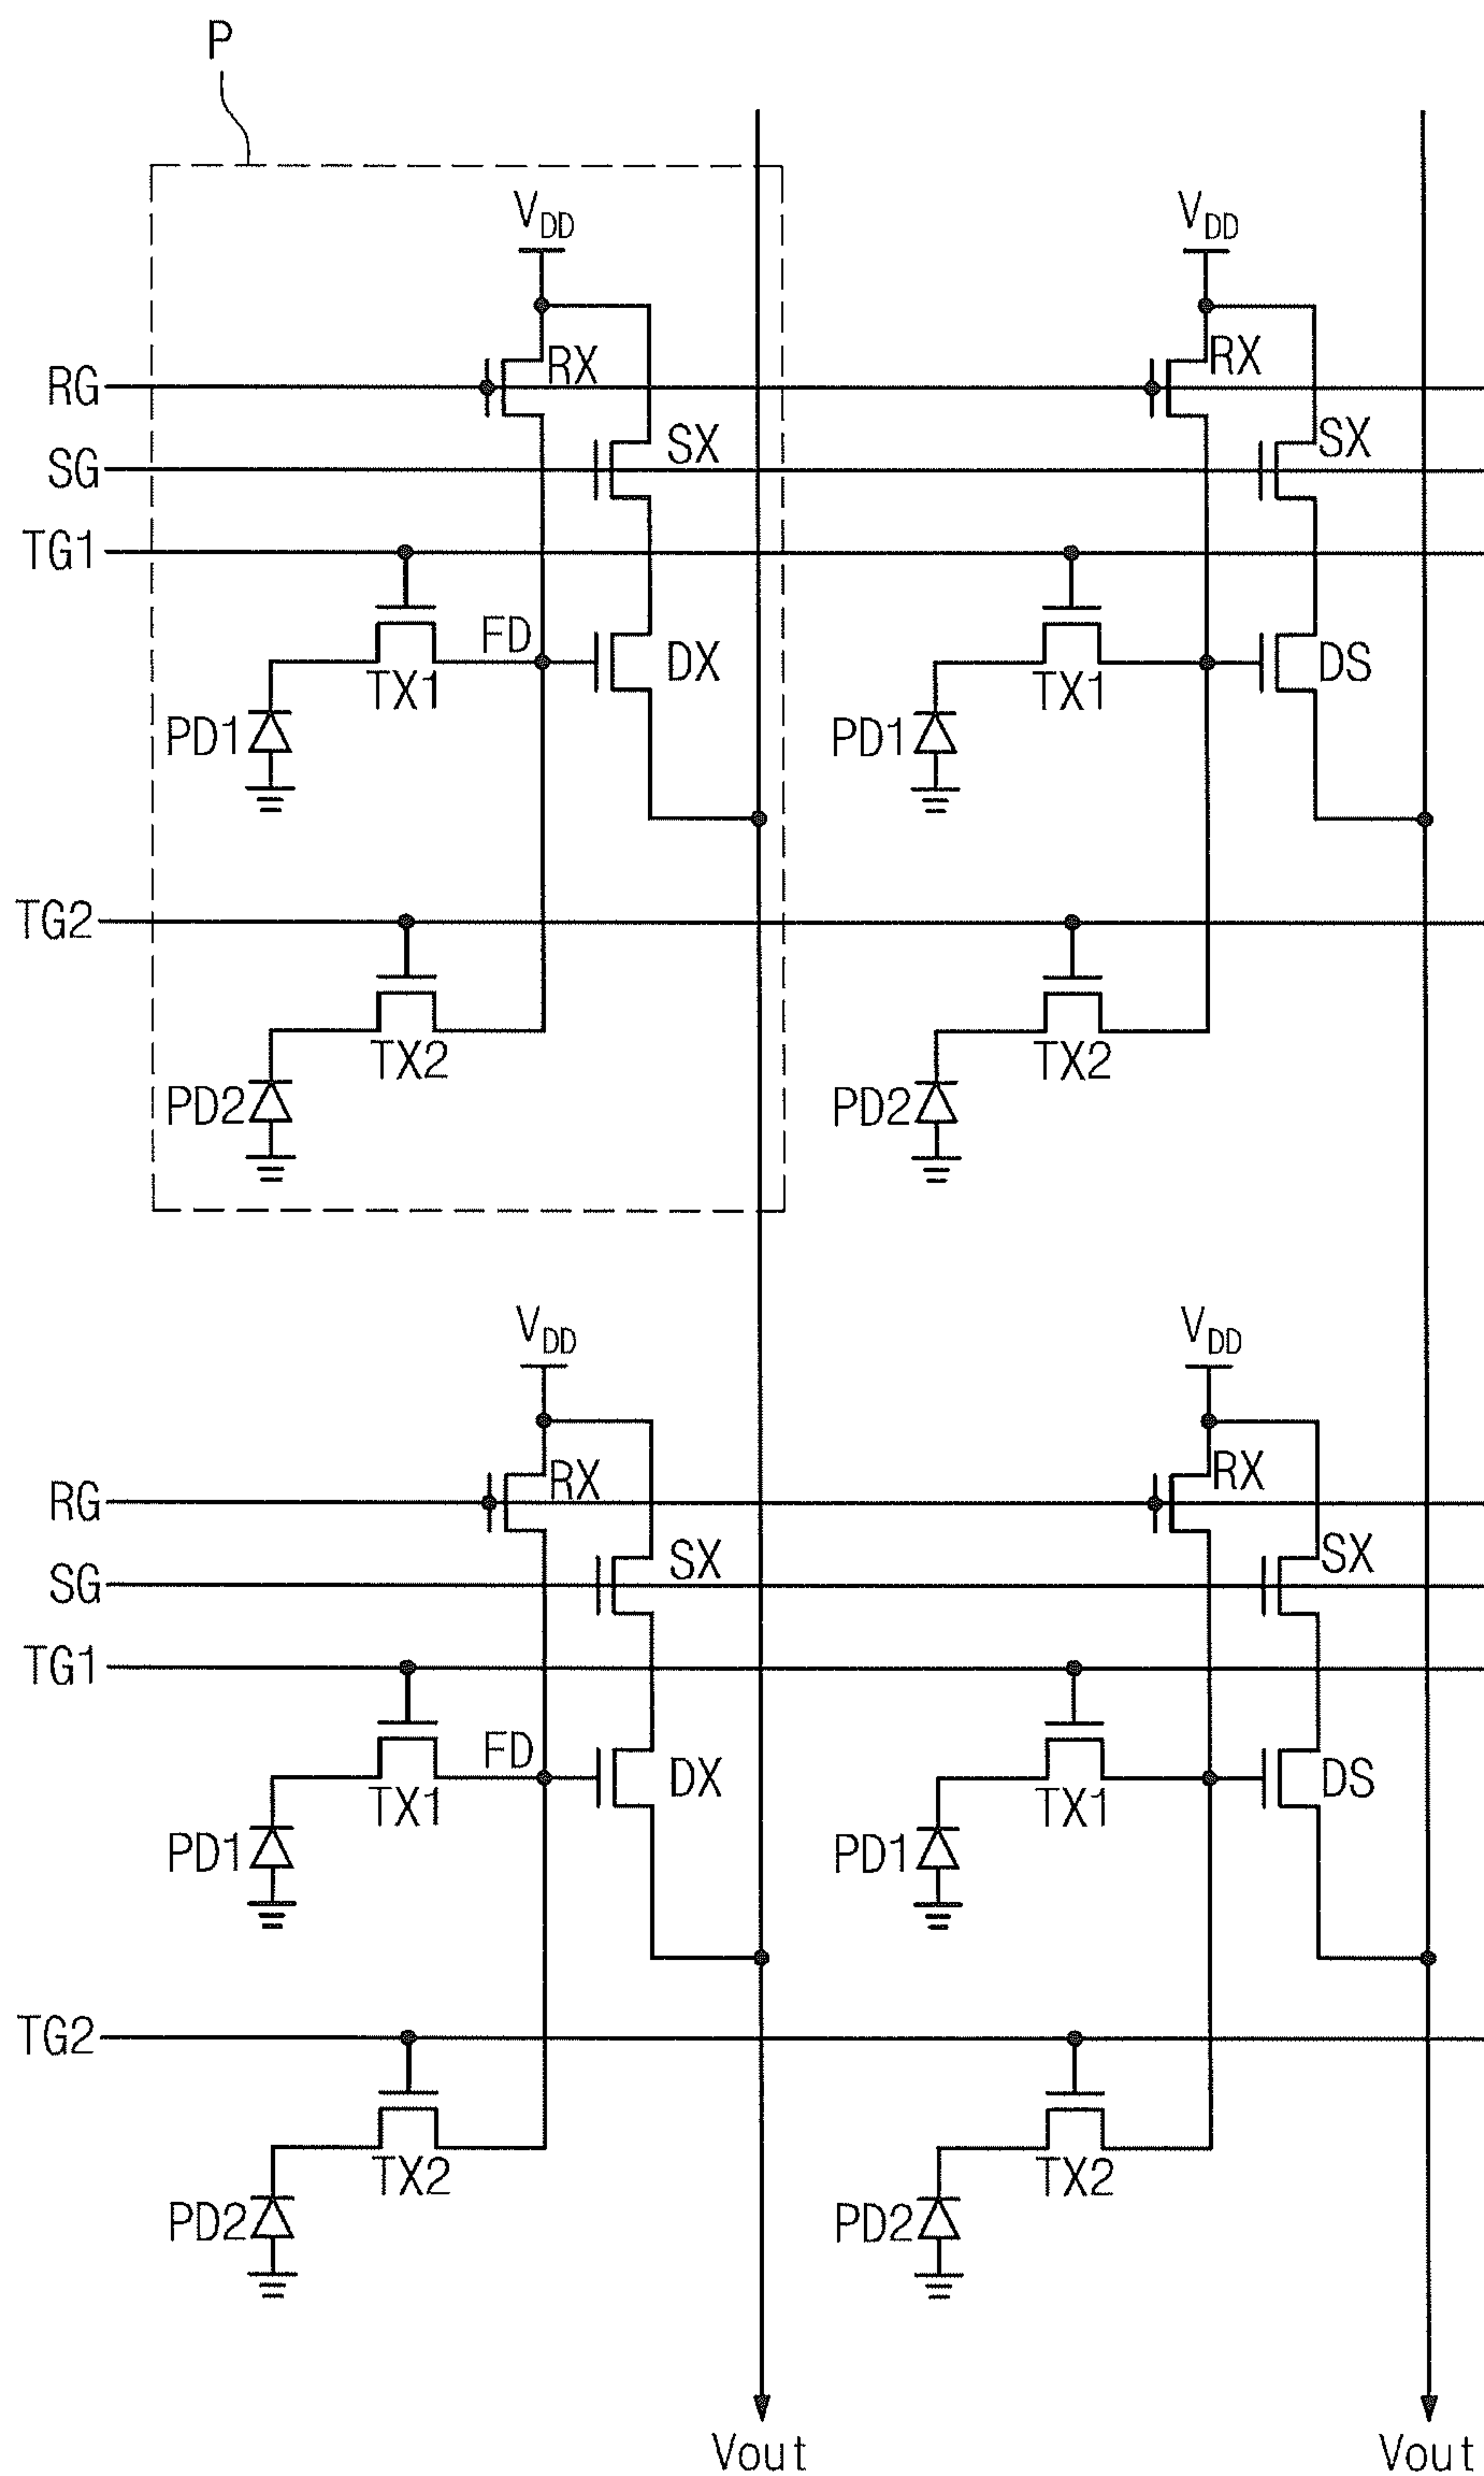 P
VDD VDD
RX RX
RG
SX SX
SG
TG1
FD
DX DS
TX1 TX1
PD1 PD1
TG2
TX2 TX2
PD2 PD2
VDD VDD
RX RX
RG
SX SX
SG
TG1
FD
DX DS
TX1 TX1
PD1 PD1
TG2
TX2 TX2
PD2 PD2
Vout Vout